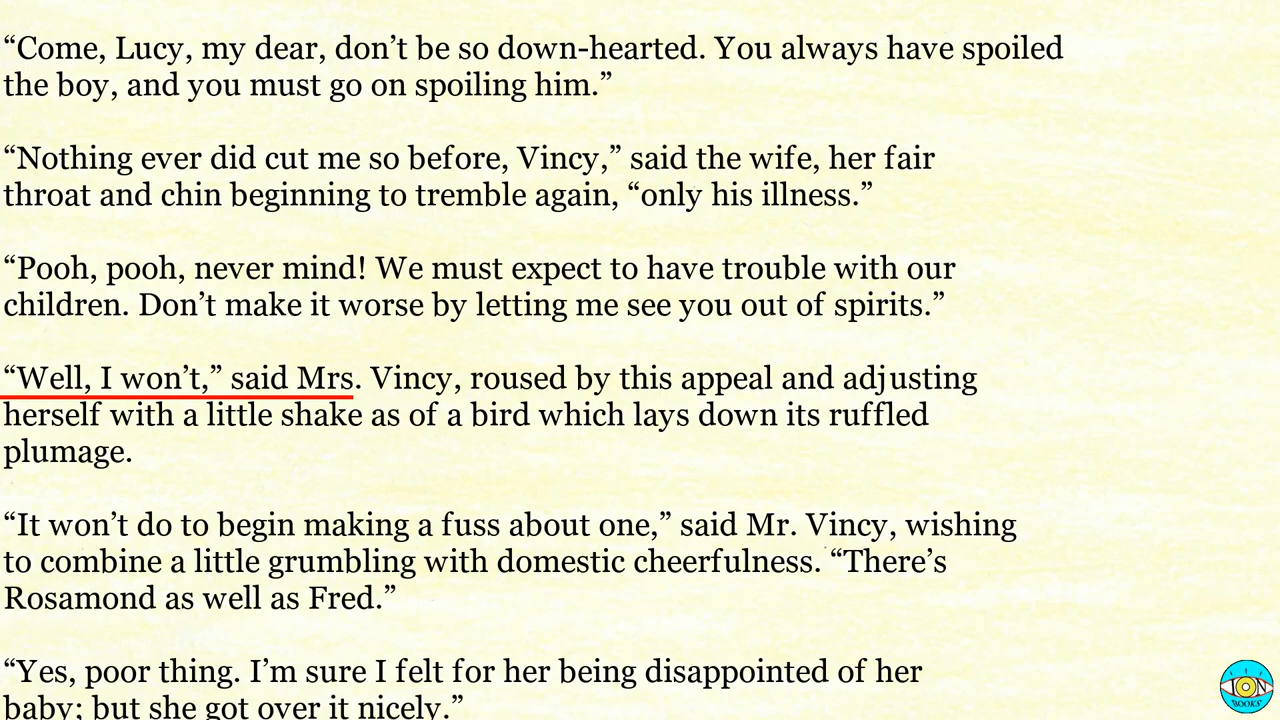 “Come, Lucy, my dear, don’t be so down-hearted. You always have spoiled
the boy, and you must go on spoiling him.”
“Nothing ever did cut me so before, Vincy,” said the wife, her fair
throat and chin beginning to tremble again, “only his illness.”
“Pooh, pooh, never mind! We must expect to have trouble with our
children. Don’t make it worse by letting me see you out of spirits.”
“Well, I won’t,” said Mrs. Vincy, roused by this appeal and adjusting
herself with a little shake as of a bird which lays down its ruffled
plumage.
“It won’t do to begin making a fuss about one,” said Mr. Vincy, wishing
to combine a little grumbling with domestic cheerfulness. “There’s
Rosamond as well as Fred.”
“Yes, poor thing. I’m sure I felt for her being disappointed of her
baby; but she got over it nicely.”
ION
BOOKS